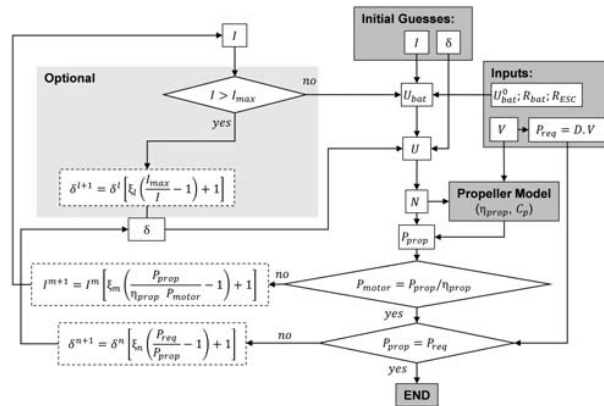 Initial Guesses:
I
I
δ
Optional
Inputs:
no
I > I_max
U_bat
U⁰_bat; R_bat; R_ESC
yes
V
P_req = D.V
U
δ^{l+1} = δ^l [ξ_l (I_max/I − 1) + 1]
N
Propeller Model
(η_prop, C_p)
δ
P_prop
I^{m+1} = I^m [ξ_m (P_prop/η_prop P_motor − 1) + 1]
no
P_motor = P_prop/η_prop
yes
δ^{n+1} = δ^n [ξ_n (P_req/P_prop − 1) + 1]
no
P_prop = P_req
yes
END